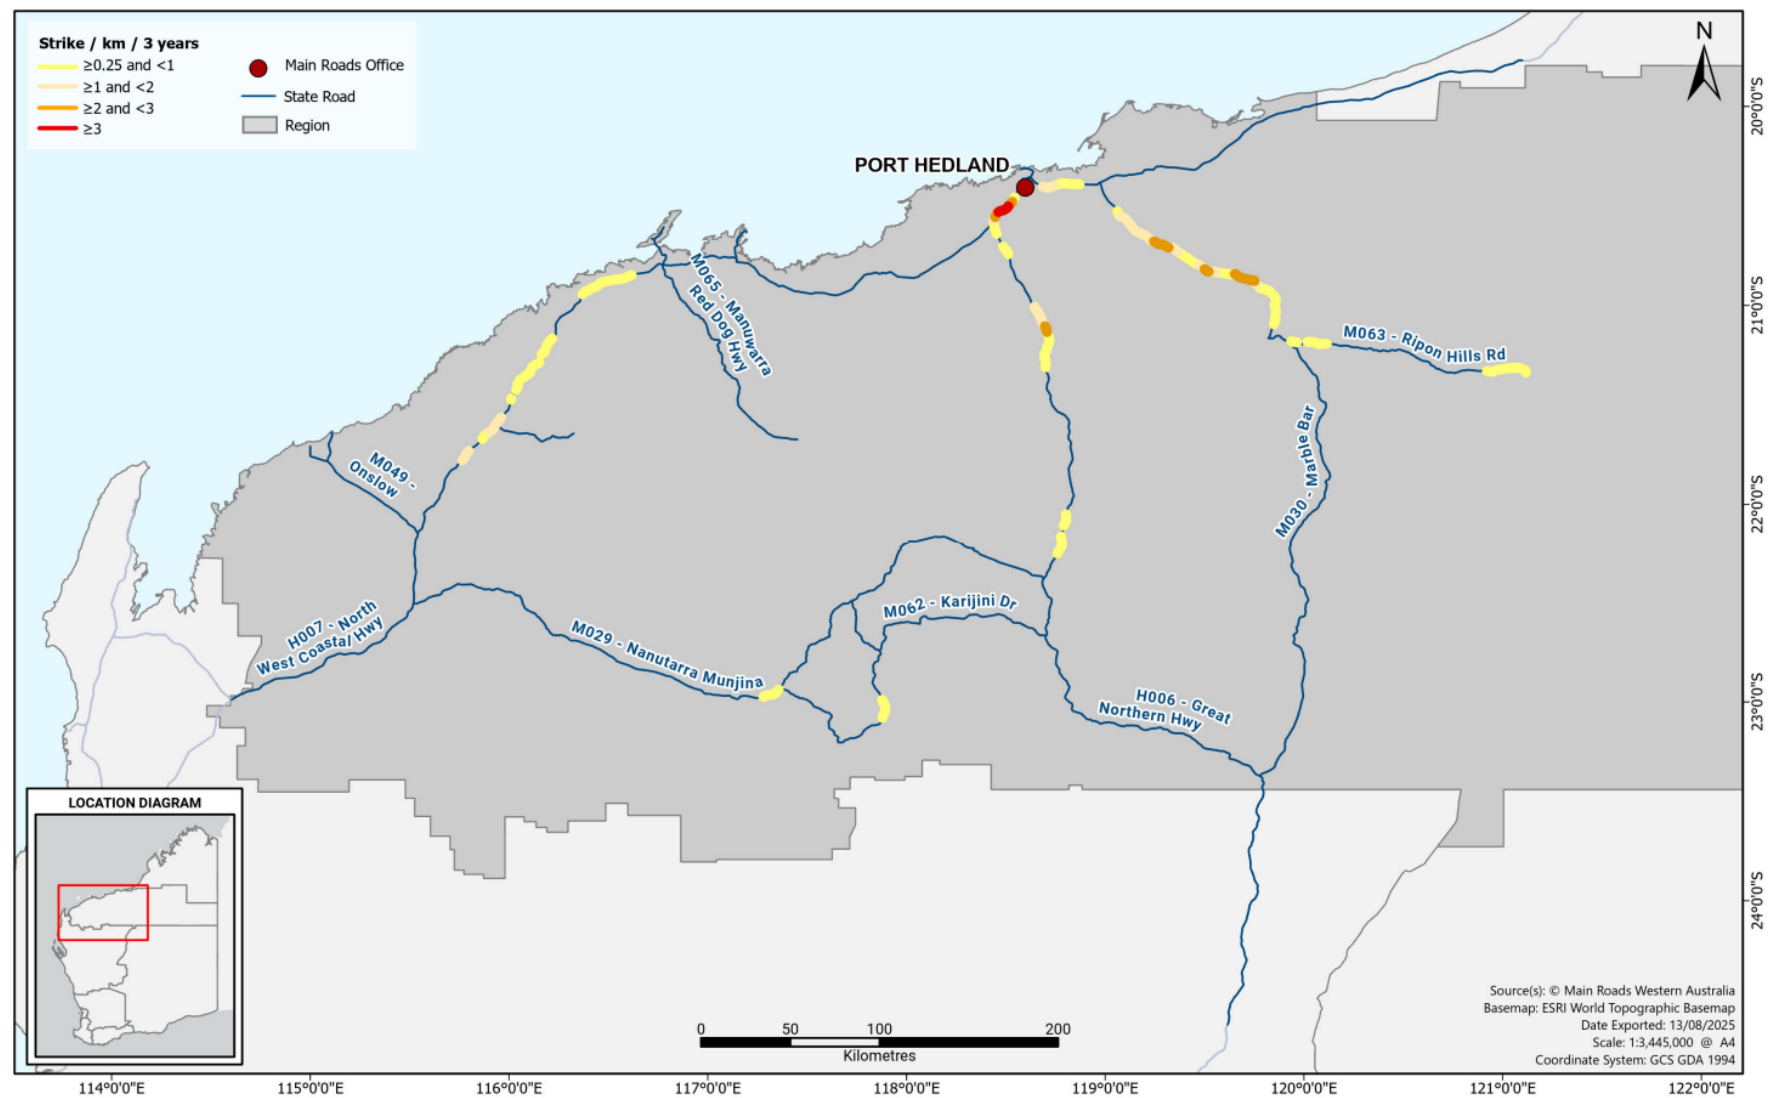 Strike / km / 3 years
≥0.25 and <1
≥1 and <2
≥2 and <3
≥3
Main Roads Office
State Road
Region
N
PORT HEDLAND
M065 - Manuwarra
Red Dog Hwy
M063 - Ripon Hills Rd
M030 - Marble Bar
M049 -
Onslow
H007 - North
West Coastal Hwy
M029 - Nanutarra Munjina
M062 - Karijini Dr
H006 - Great
Northern Hwy
20°0'0"S
21°0'0"S
22°0'0"S
23°0'0"S
24°0'0"S
LOCATION DIAGRAM
0 50 100 200
Kilometres
Source(s): © Main Roads Western Australia
Basemap: ESRI World Topographic Basemap
Date Exported: 13/08/2025
Scale: 1:3,445,000 @ A4
Coordinate System: GCS GDA 1994
114°0'0"E 115°0'0"E 116°0'0"E 117°0'0"E 118°0'0"E 119°0'0"E 120°0'0"E 121°0'0"E 122°0'0"E